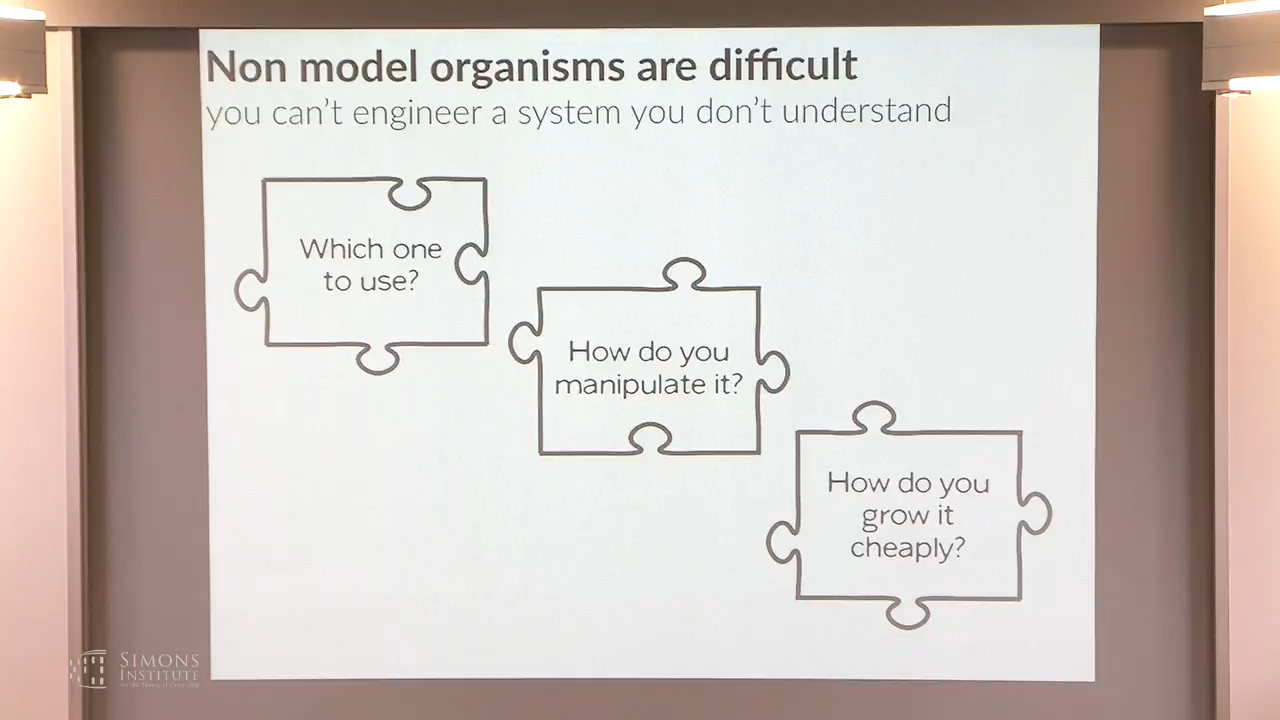 Non model organisms are difficult
you can't engineer a system you don't understand
Which one
to use?
How do you
manipulate it?
How do you
grow it
cheaply?
SIMONS
INSTITUTE